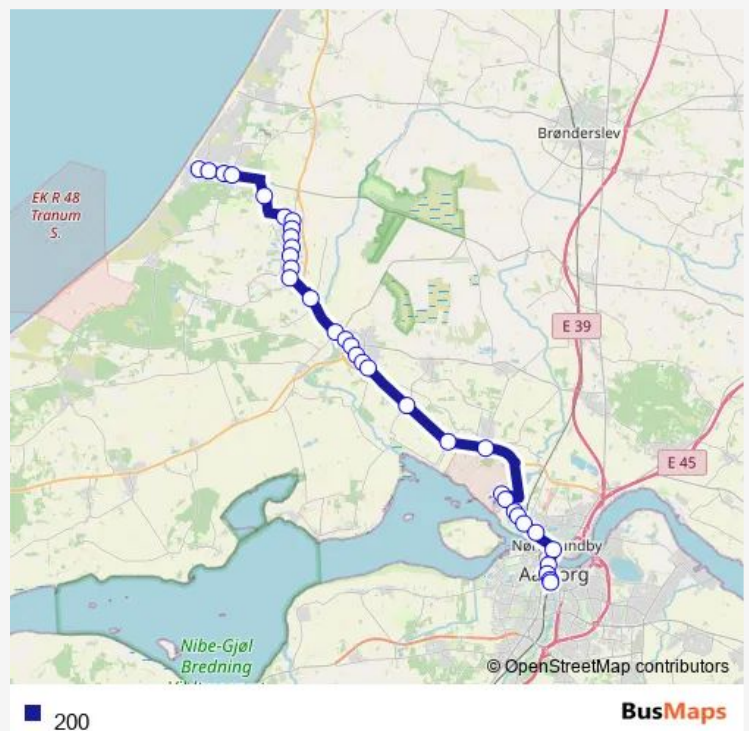 Brønderslev
EK R 48
Tranum
S.
E 39
E 45
Aalborg
Nibe-Gjøl
Bredning
© OpenStreetMap contributors
200
BusMaps